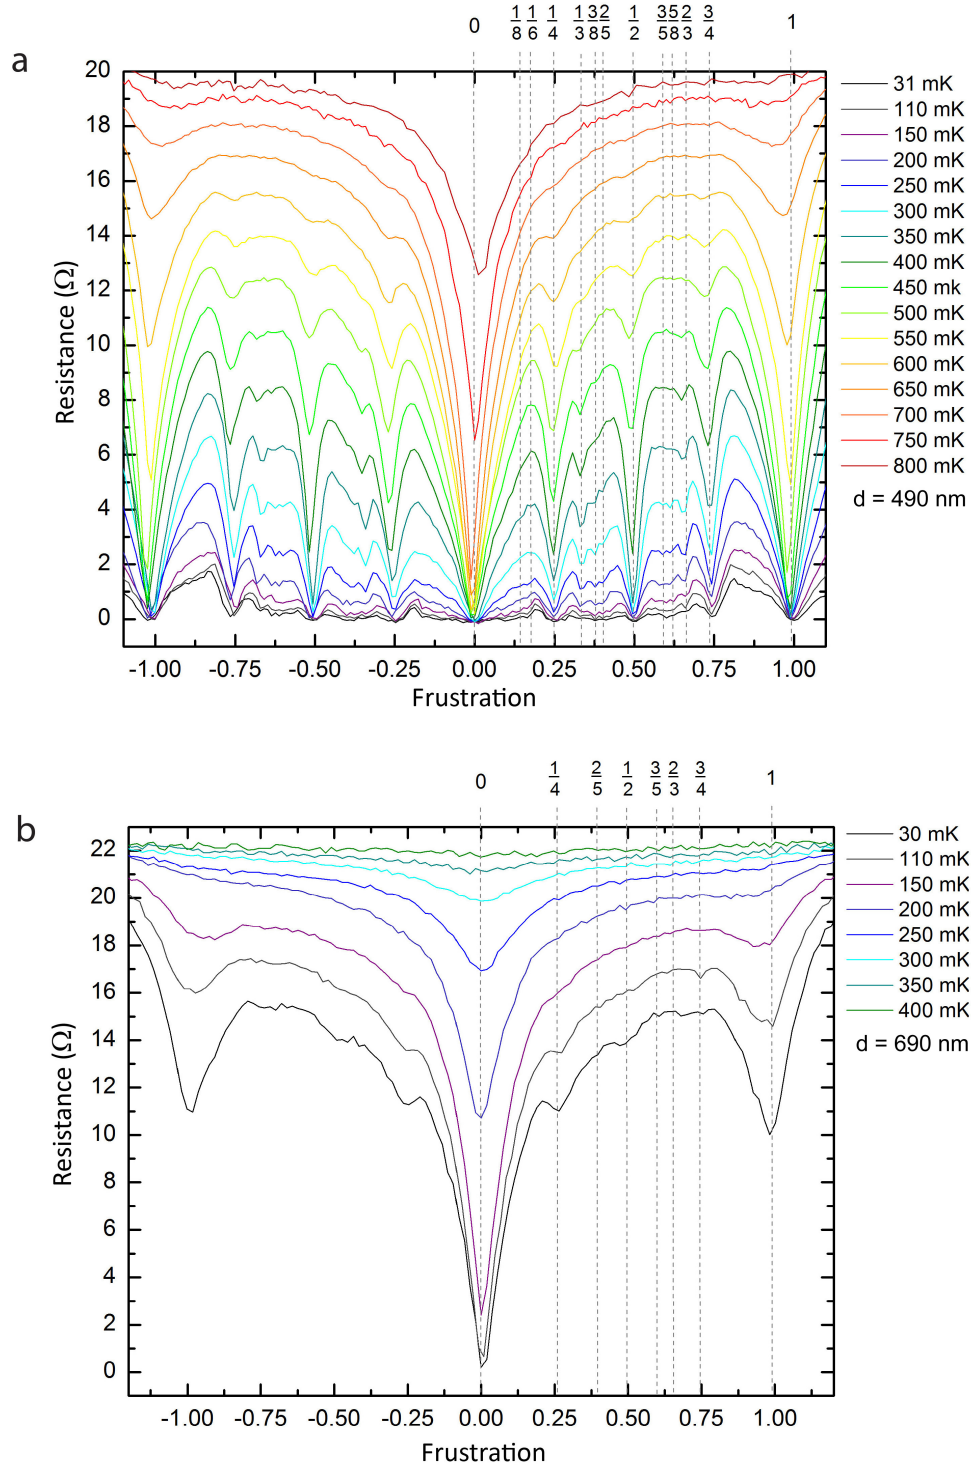 a
0 1/8 1/6 1/4 1/3 3/8 2/5 1/2 3/5 5/8 2/3 3/4 1
20
18
16
14
12
10
8
6
4
2
0
Resistance (Ω)
-1.00 -0.75 -0.50 -0.25 0.00 0.25 0.50 0.75 1.00
Frustration
31 mK
110 mK
150 mK
200 mK
250 mK
300 mK
350 mK
400 mK
450 mk
500 mK
550 mK
600 mK
650 mK
700 mK
750 mK
800 mK
d = 490 nm
b
0 1/4 2/5 1/2 3/5 2/3 3/4 1
22
20
18
16
14
12
10
8
6
4
2
0
Resistance (Ω)
-1.00 -0.75 -0.50 -0.25 0.00 0.25 0.50 0.75 1.00
Frustration
30 mK
110 mK
150 mK
200 mK
250 mK
300 mK
350 mK
400 mK
d = 690 nm